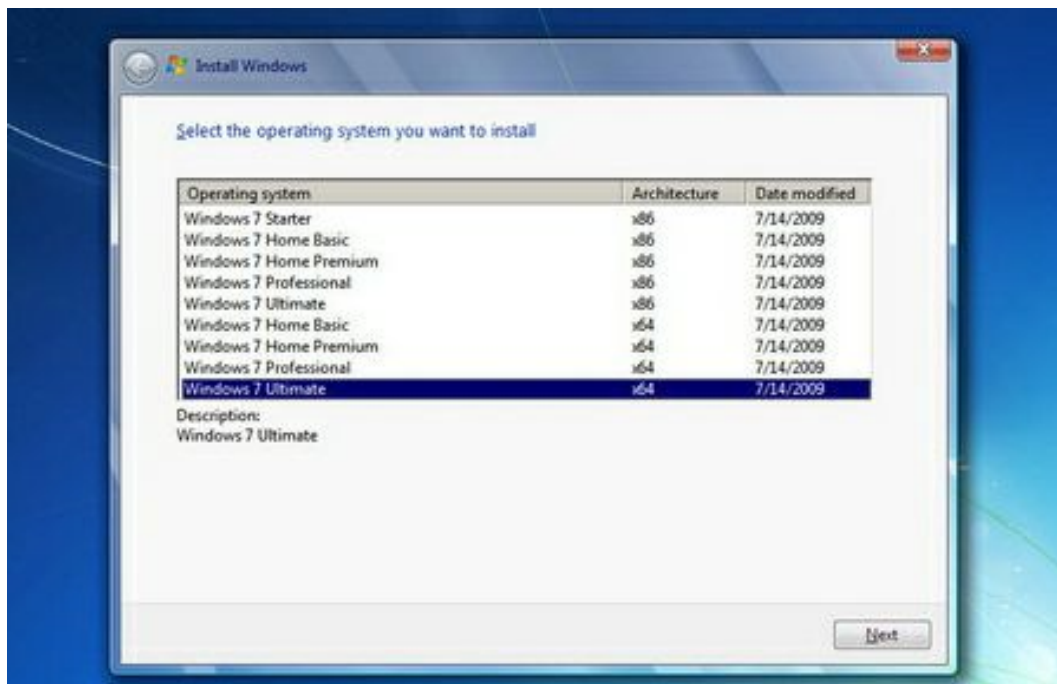 Install Windows
Select the operating system you want to install
Operating system Architecture Date modified
Windows 7 Starter x86 7/14/2009
Windows 7 Home Basic x86 7/14/2009
Windows 7 Home Premium x86 7/14/2009
Windows 7 Professional x86 7/14/2009
Windows 7 Ultimate x86 7/14/2009
Windows 7 Home Basic x64 7/14/2009
Windows 7 Home Premium x64 7/14/2009
Windows 7 Professional x64 7/14/2009
Windows 7 Ultimate x64 7/14/2009
Description:
Windows 7 Ultimate
Next